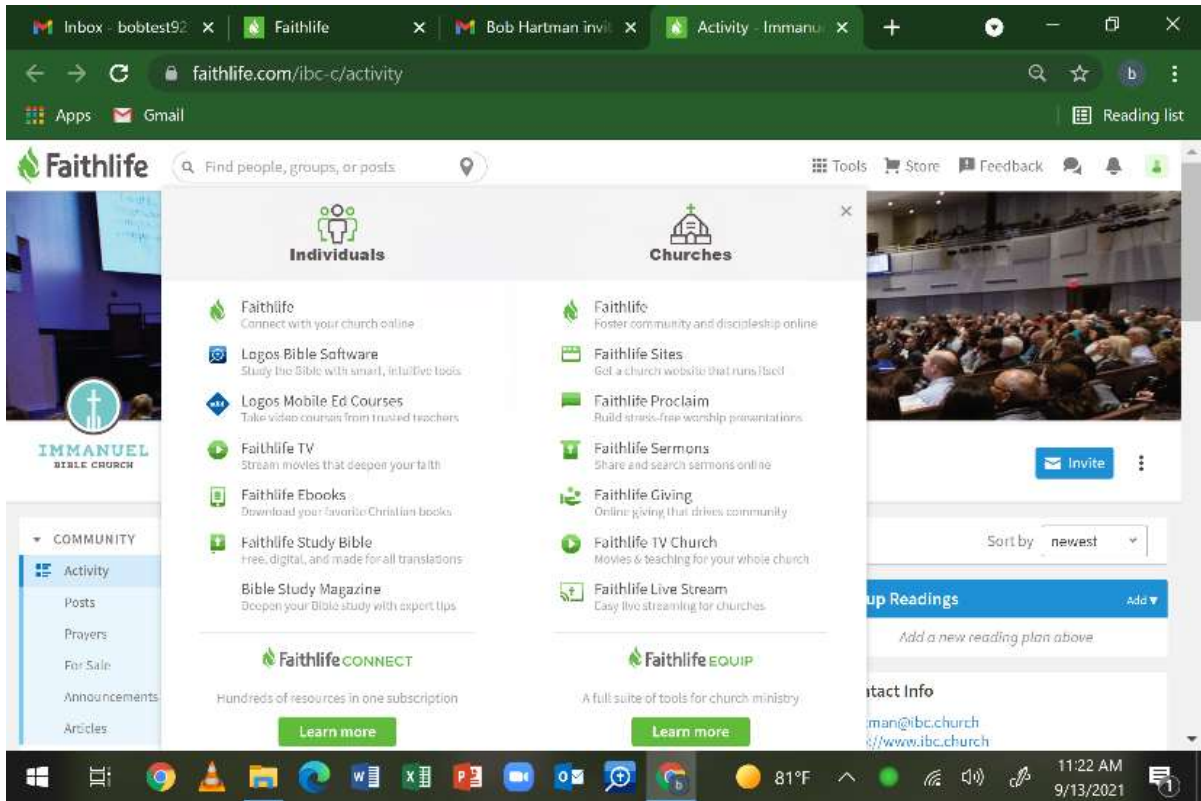 Inbox - bobtest92
Faithlife
Bob Hartman invit
Activity - Immanu
faithlife.com/ibc-c/activity
b
Apps
Gmail
Reading list
Faithlife
Find people, groups, or posts
Tools
Store
Feedback
Individuals
Faithlife
Connect with your church online
Logos Bible Software
Study the Bible with smart, intuitive tools
Logos Mobile Ed Courses
Take video courses from trusted teachers
Faithlife TV
Stream movies that deepen your faith
Faithlife Ebooks
Download your favorite Christian books
Faithlife Study Bible
Free, digital, and made for all translations
Bible Study Magazine
Deepen your Bible study with expert tips
Faithlife CONNECT
Hundreds of resources in one subscription
Learn more
Churches
Faithlife
Foster community and discipleship online
Faithlife Sites
Get a church website that runs itself
Faithlife Proclaim
Build stress-free worship presentations
Faithlife Sermons
Share and search sermons online
Faithlife Giving
Online giving that drives community
Faithlife TV Church
Movies & teaching for your whole church
Faithlife Live Stream
Easy live streaming for churches
Faithlife EQUIP
A full suite of tools for church ministry
Learn more
IMMANUEL
BIBLE CHURCH
Invite
COMMUNITY
Activity
Posts
Prayers
For Sale
Announcements
Articles
Sort by newest
up Readings
Add
Add a new reading plan above
tact Info
man@ibc.church
://www.ibc.church
81°F
11:22 AM
9/13/2021
1